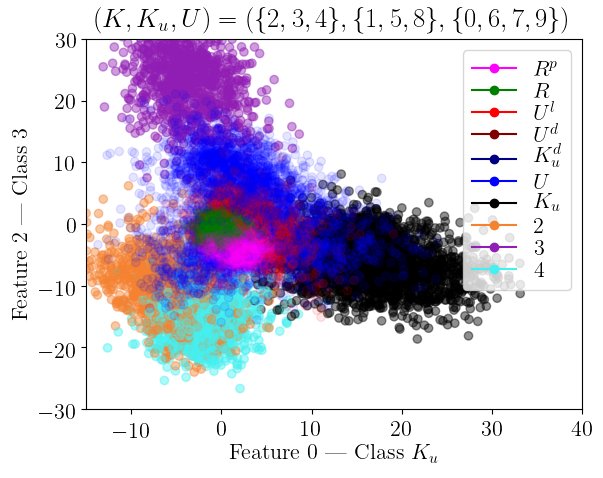 (K, K_u, U) = ({2, 3, 4}, {1, 5, 8}, {0, 6, 7, 9})
30
20
10
0
−10
−20
−30
Feature 2 — Class 3
R^p
R
U^l
U^d
K_u^d
U
K_u
2
3
4
−10
0
10
20
30
40
Feature 0 — Class K_u